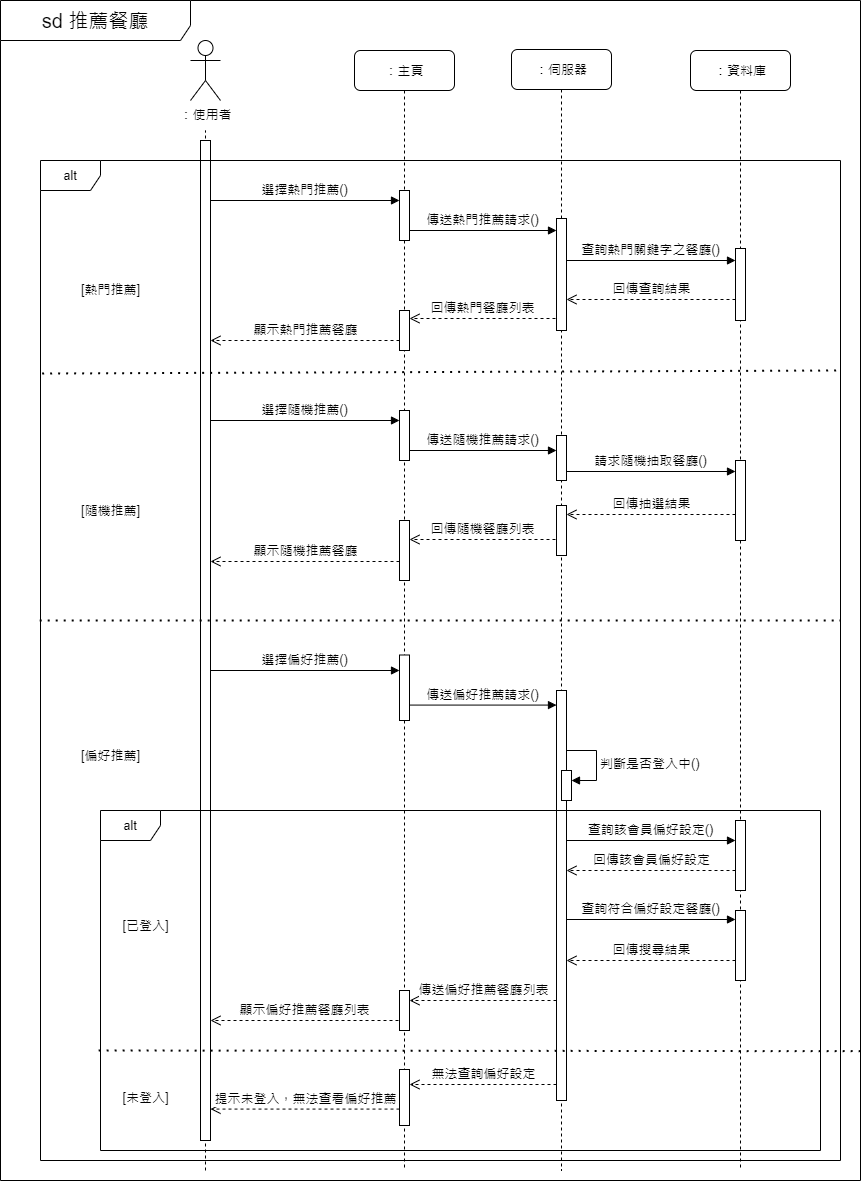 sd 推薦餐廳
：使用者
：主頁
：伺服器
：資料庫
alt
選擇熱門推薦()
傳送熱門推薦請求()
查詢熱門關鍵字之餐廳()
[熱門推薦]
回傳查詢結果
回傳熱門餐廳列表
顯示熱門推薦餐廳
選擇隨機推薦()
傳送隨機推薦請求()
請求隨機抽取餐廳()
[隨機推薦]
回傳抽選結果
回傳隨機餐廳列表
顯示隨機推薦餐廳
選擇偏好推薦()
傳送偏好推薦請求()
[偏好推薦]
判斷是否登入中()
alt
查詢該會員偏好設定()
回傳該會員偏好設定
查詢符合偏好設定餐廳()
[已登入]
回傳搜尋結果
傳送偏好推薦餐廳列表
顯示偏好推薦餐廳列表
無法查詢偏好設定
[未登入]
提示未登入，無法查看偏好推薦